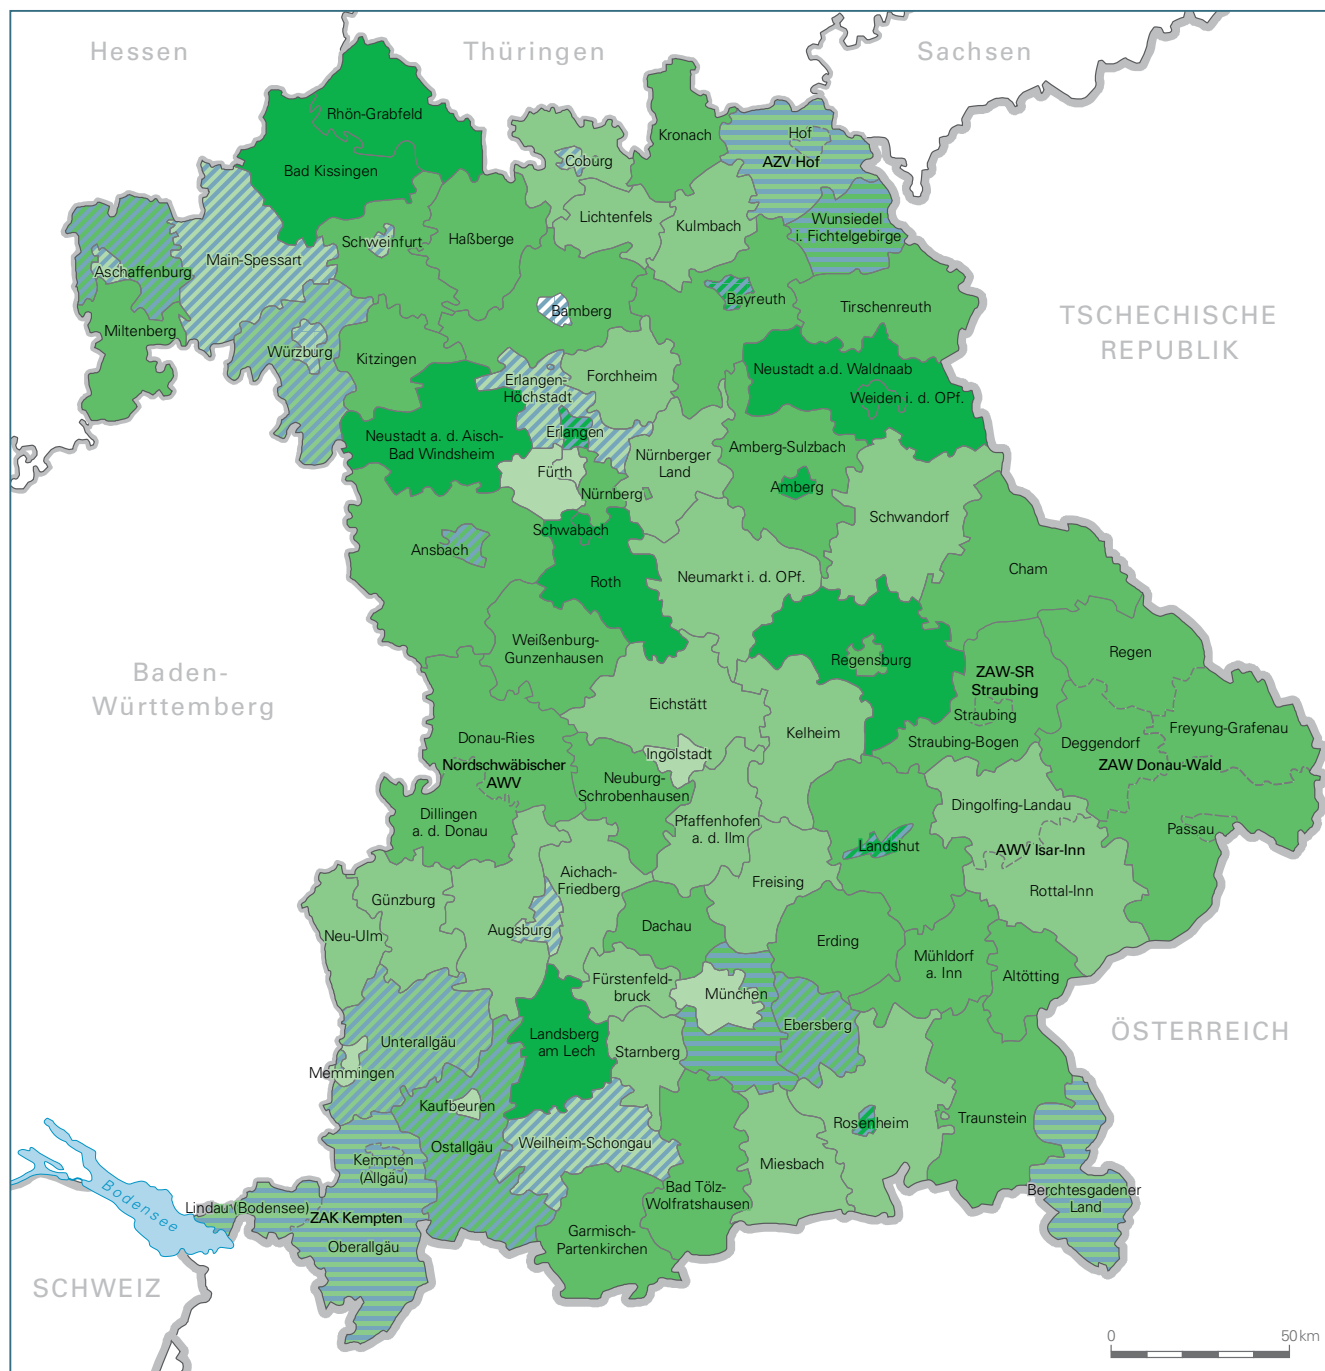 Hessen
Thüringen
Sachsen
Rhön-Grabfeld
Bad Kissingen
Kronach
Coburg
Hof
AZV Hof
Lichtenfels
Kulmbach
Wunsiedel
i. Fichtelgebirge
Schweinfurt
Haßberge
Main-Spessart
Aschaffenburg
Bayreuth
Tirschenreuth
Bamberg
Miltenberg
TSCHECHISCHE
REPUBLIK
Würzburg
Kitzingen
Forchheim
Erlangen-
Höchstadt
Neustadt a.d. Waldnaab
Weiden i. d. OPf.
Neustadt a. d. Aisch-
Bad Windsheim
Erlangen
Nürnberger
Land
Amberg-Sulzbach
Fürth
Nürnberg
Amberg
Schwabach
Schwandorf
Ansbach
Roth
Neumarkt i. d. OPf.
Cham
Weißenburg-
Gunzenhausen
Regensburg
Regen
ZAW-SR
Straubing
Baden-
Württemberg
Eichstätt
Straubing
Kelheim
Freyung-Grafenau
Donau-Ries
Straubing-Bogen
Deggendorf
Ingolstadt
Nordschwäbischer
AWV
ZAW Donau-Wald
Neuburg-
Schrobenhausen
Dingolfing-Landau
Dillingen
a. d. Donau
Pfaffenhofen
a. d. Ilm
Passau
Landshut
AWV Isar-Inn
Aichach-
Friedberg
Freising
Rottal-Inn
Günzburg
Neu-Ulm
Augsburg
Dachau
Erding
Mühldorf
a. Inn
Altötting
Fürstenfeld-
bruck
München
Ebersberg
ÖSTERREICH
Landsberg
am Lech
Unterallgäu
Starnberg
Memmingen
Kaufbeuren
Rosenheim
Traunstein
Ostallgäu
Weilheim-Schongau
Kempten
(Allgäu)
Miesbach
Bad Tölz-
Wolfratshausen
Berchtesgadener
Land
Bodensee
Lindau (Bodensee)
ZAK Kempten
Oberallgäu
Garmisch-
Partenkirchen
SCHWEIZ
0 50 km